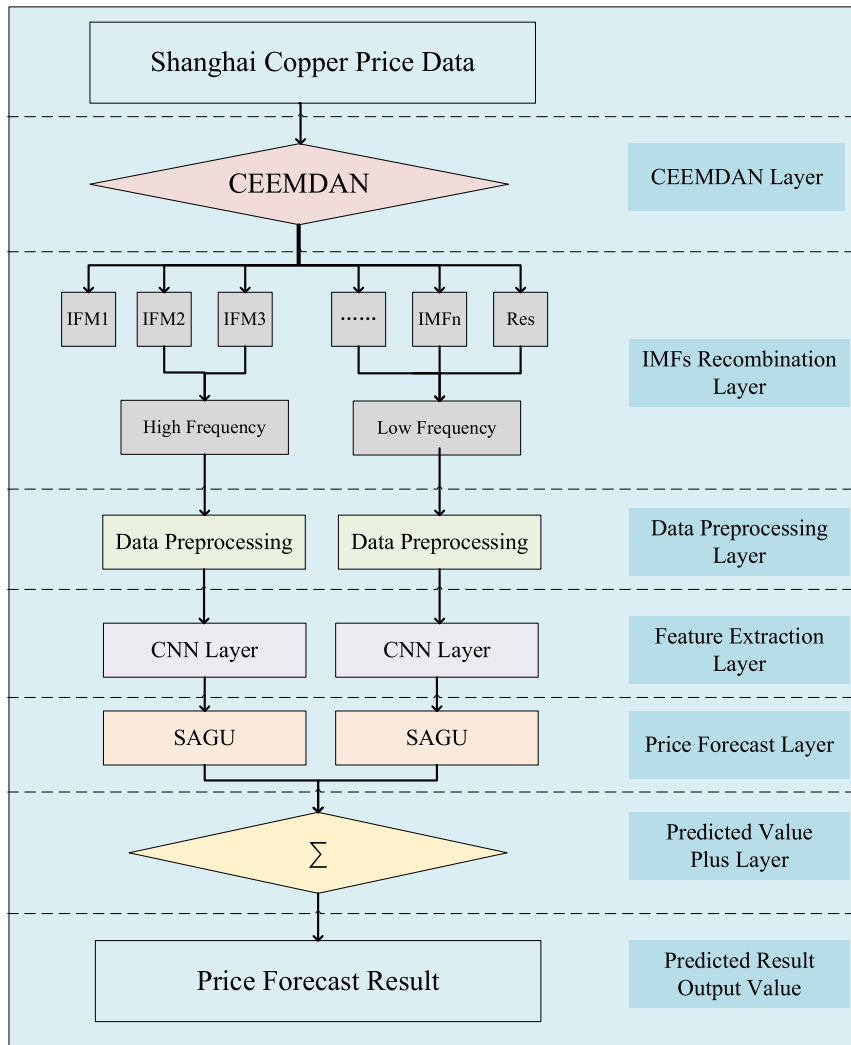 Shanghai Copper Price Data
CEEMDAN
CEEMDAN Layer
IFM1
IFM2
IFM3
……
IMFn
Res
IMFs Recombination
Layer
High Frequency
Low Frequency
Data Preprocessing
Data Preprocessing
Data Preprocessing
Layer
CNN Layer
CNN Layer
Feature Extraction
Layer
SAGU
SAGU
Price Forecast Layer
∑
Predicted Value
Plus Layer
Price Forecast Result
Predicted Result
Output Value